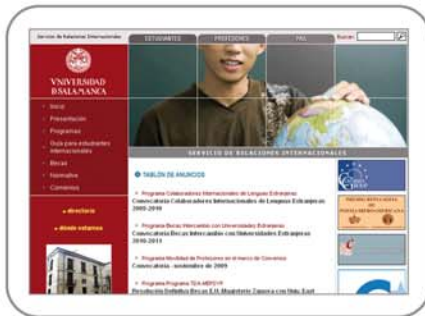 Servicio de Relaciones Internacionales
ESTUDIANTES
PROFESORES
PAS
Buscar:
VNIVERSIDAD
D SALAMANCA
Inicio
Presentación
Programas
Guía para estudiantes
internacionales
Becas
Normativa
Convenios
directorio
dónde estamos
SERVICIO DE RELACIONES INTERNACIONALES
TABLÓN DE ANUNCIOS
Programa Colaboradores Internacionales de Lenguas Extranjeras
Convocatoria Colaboradores Internacionales de Lenguas Extranjeras
2009-2010
Programa Becas Intercambio con Universidades Extranjeras
Convocatoria Becas Intercambio con Universidades Extranjeras
2010-2011
Programa Movilidad de Profesores en el marco de Convenios
Convocatoria - noviembre de 2009